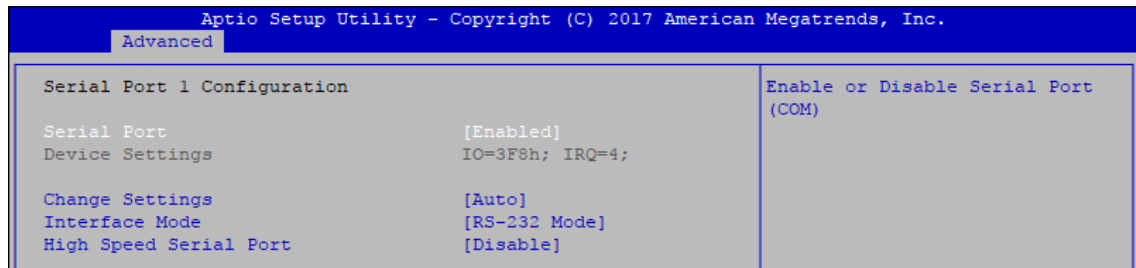 Aptio Setup Utility - Copyright (C) 2017 American Megatrends, Inc.
Advanced
Serial Port 1 Configuration
Enable or Disable Serial Port
(COM)
Serial Port [Enabled]
Device Settings IO=3F8h; IRQ=4;
Change Settings [Auto]
Interface Mode [RS-232 Mode]
High Speed Serial Port [Disable]